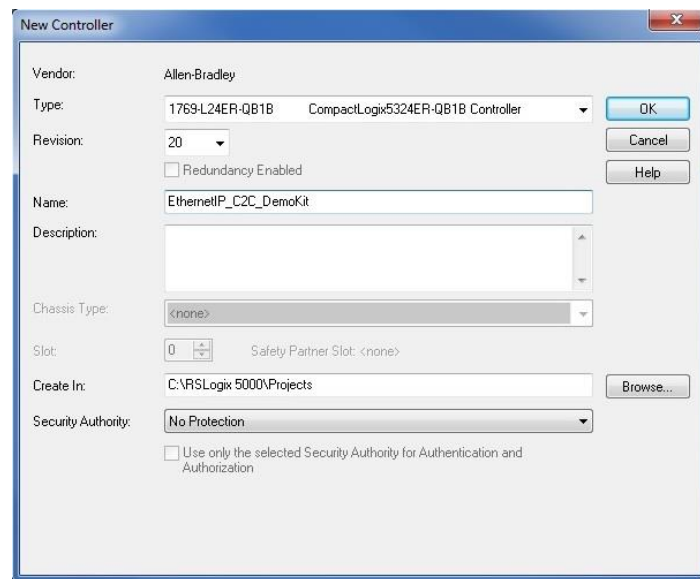 New Controller
Vendor: Allen-Bradley
Type: 1769-L24ER-QB1B CompactLogix5324ER-QB1B Controller OK
Revision: 20 Cancel
Redundancy Enabled Help
Name: EthernetIP_C2C_DemoKit
Description:
Chassis Type: <none>
Slot: 0 Safety Partner Slot: <none>
Create In: C:\RSLogix 5000\Projects Browse...
Security Authority: No Protection
Use only the selected Security Authority for Authentication and
Authorization